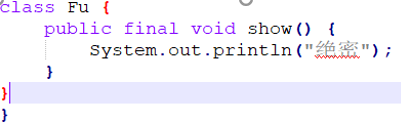 class Fu {
    public final void show() {
        System.out.println("绝密");
    }
}
}